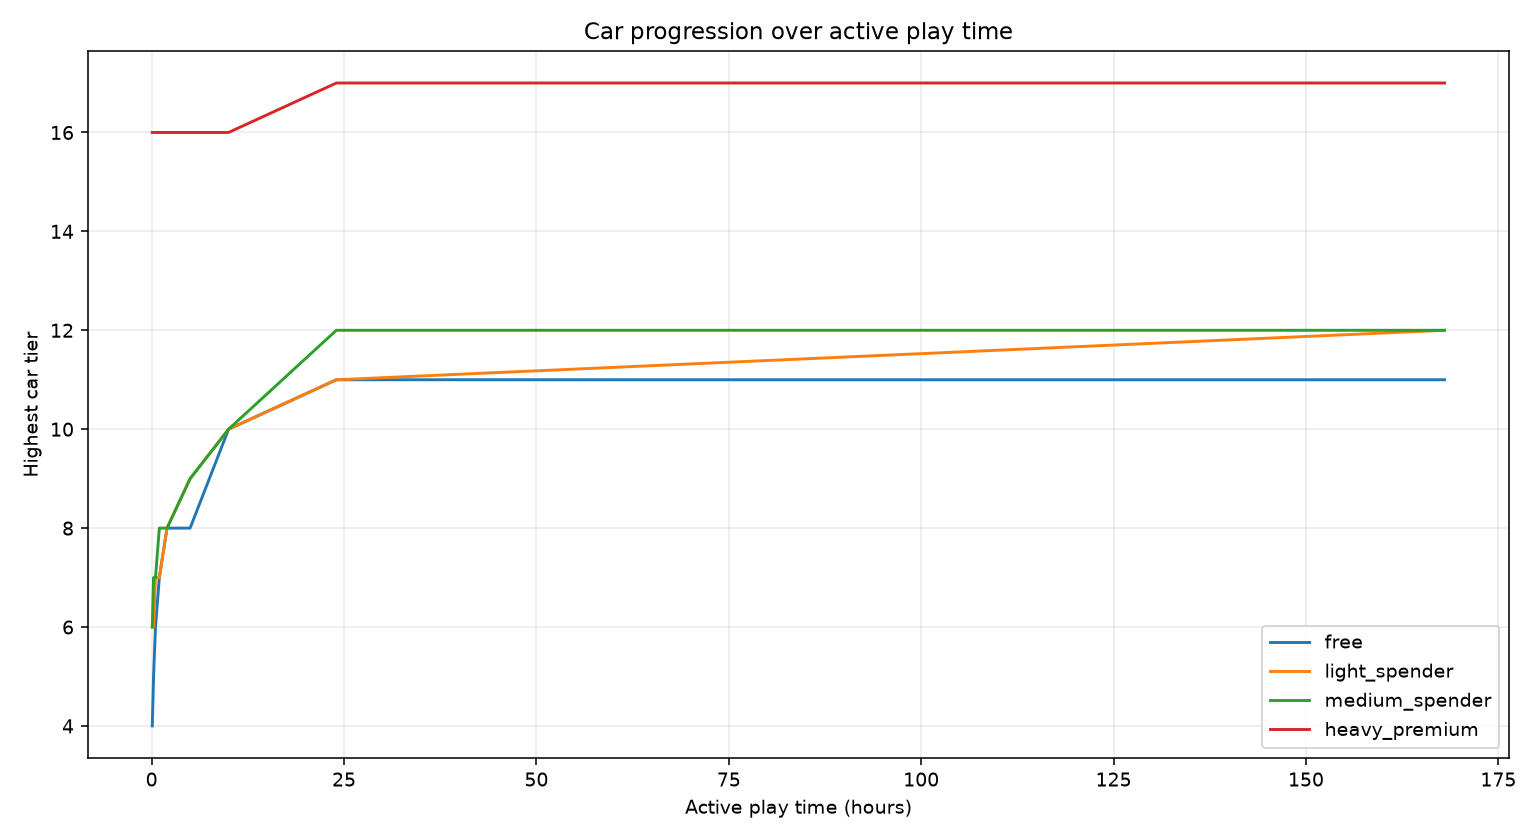 Car progression over active play time
Highest car tier
16
14
12
10
8
6
4
0 25 50 75 100 125 150 175
Active play time (hours)
free
light_spender
medium_spender
heavy_premium